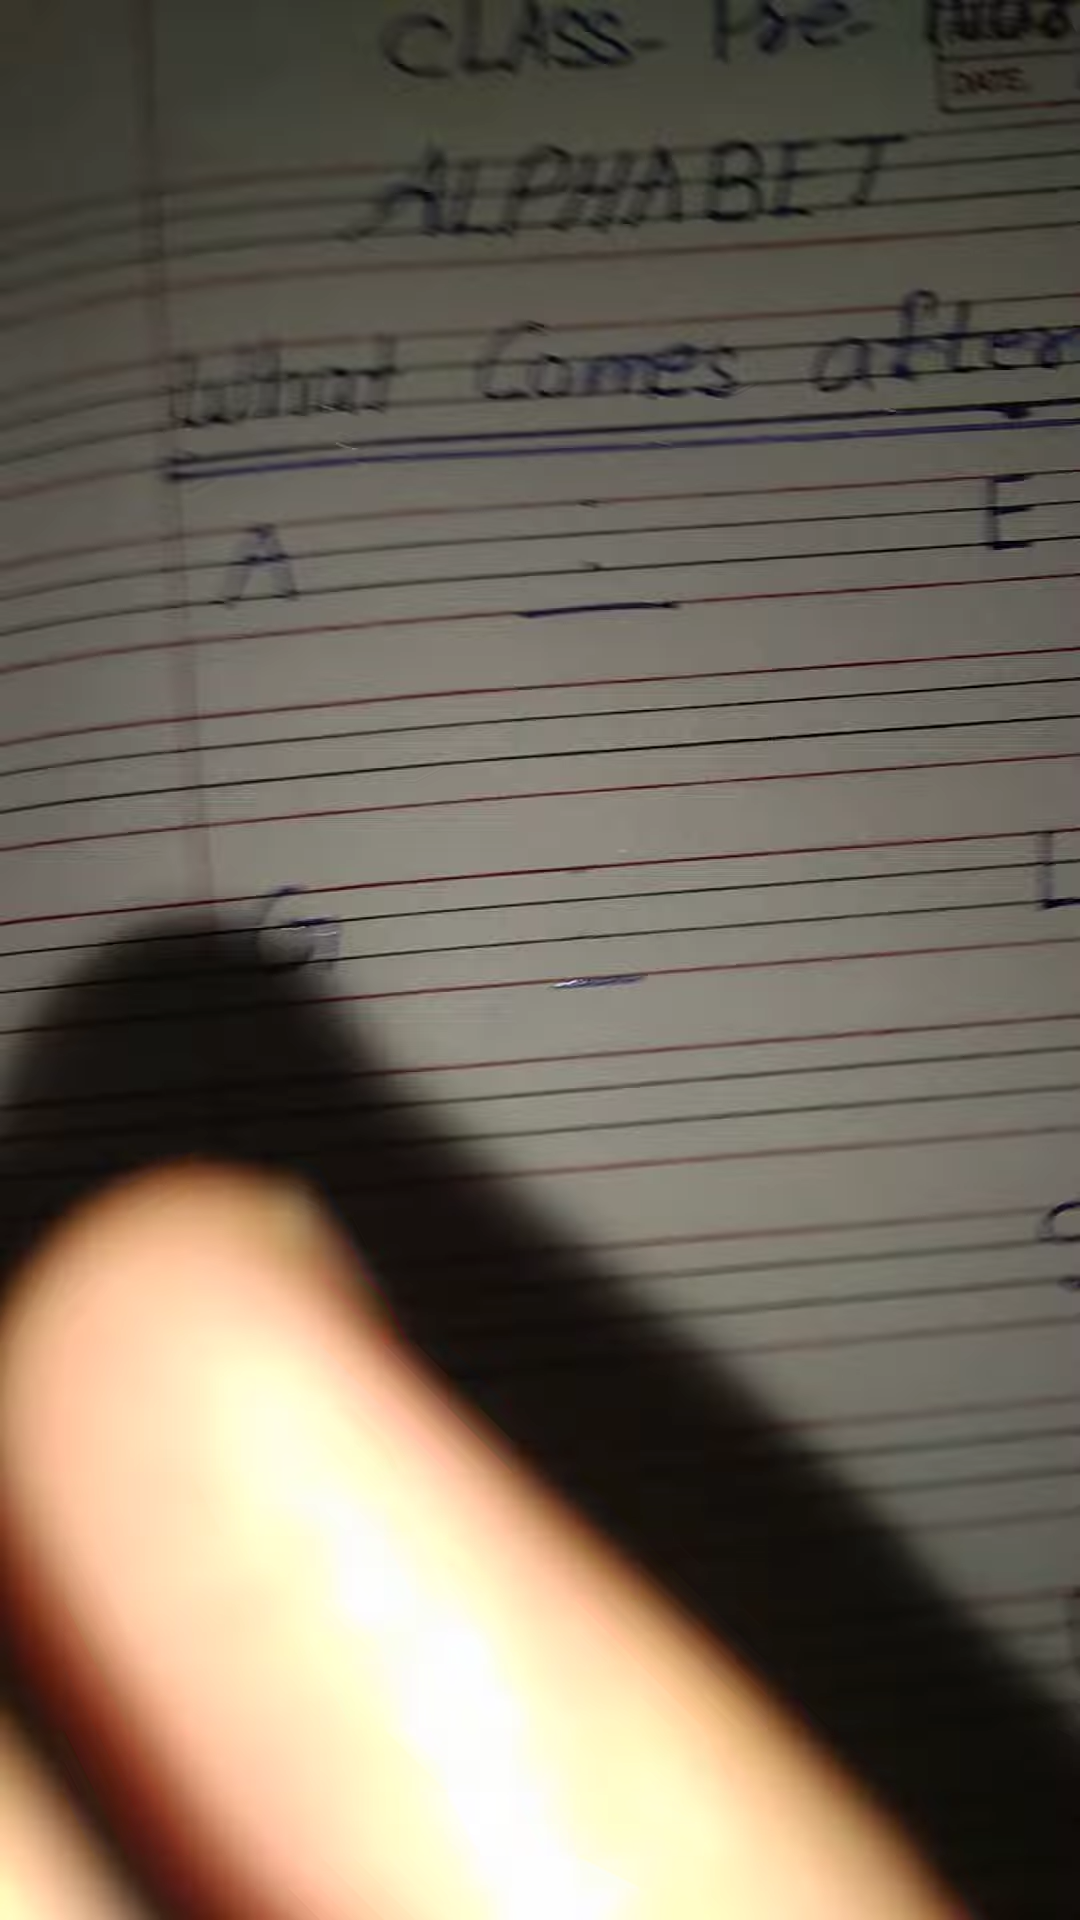 CLASS- Pre-
DATE
ALPHABET
What Comes after
A E
G L